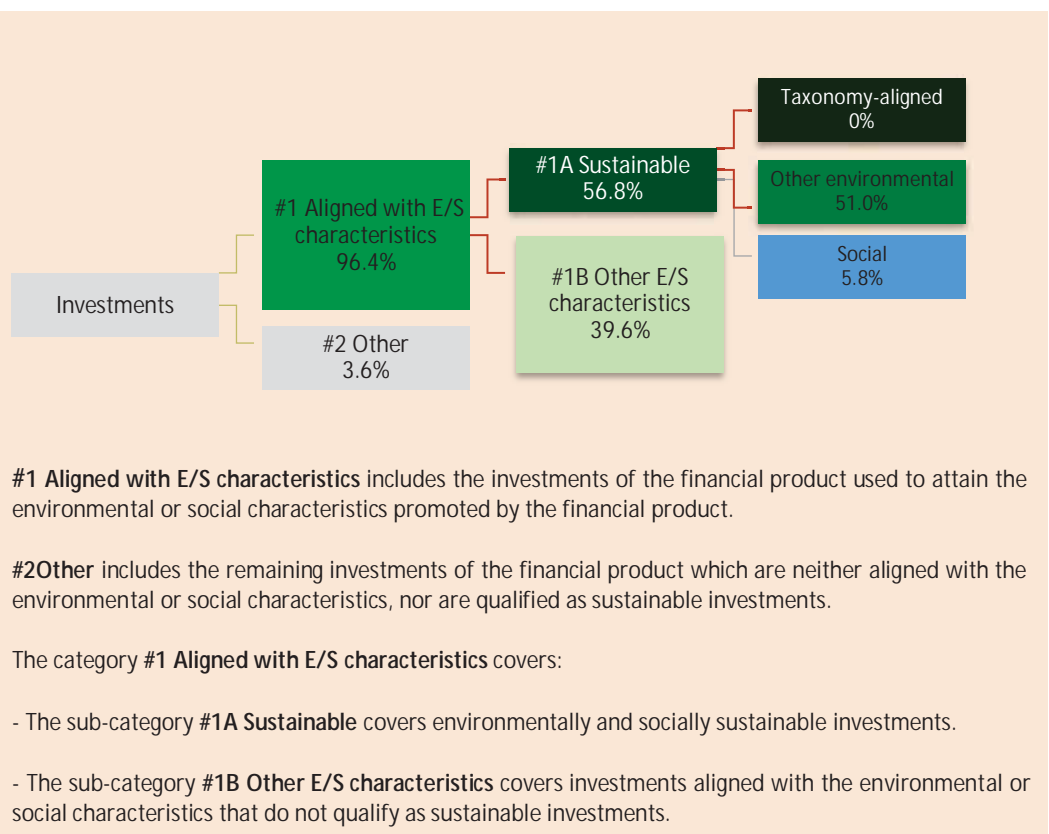 Taxonomy-aligned
0%
#1A Sustainable
56.8%
Other environmental
51.0%
#1 Aligned with E/S
characteristics
96.4%
Social
5.8%
#1B Other E/S
characteristics
39.6%
Investments
#2 Other
3.6%
#1 Aligned with E/S characteristics includes the investments of the financial product used to attain the
environmental or social characteristics promoted by the financial product.
#2Other includes the remaining investments of the financial product which are neither aligned with the
environmental or social characteristics, nor are qualified as sustainable investments.
The category #1 Aligned with E/S characteristics covers:
- The sub-category #1A Sustainable covers environmentally and socially sustainable investments.
- The sub-category #1B Other E/S characteristics covers investments aligned with the environmental or
social characteristics that do not qualify as sustainable investments.